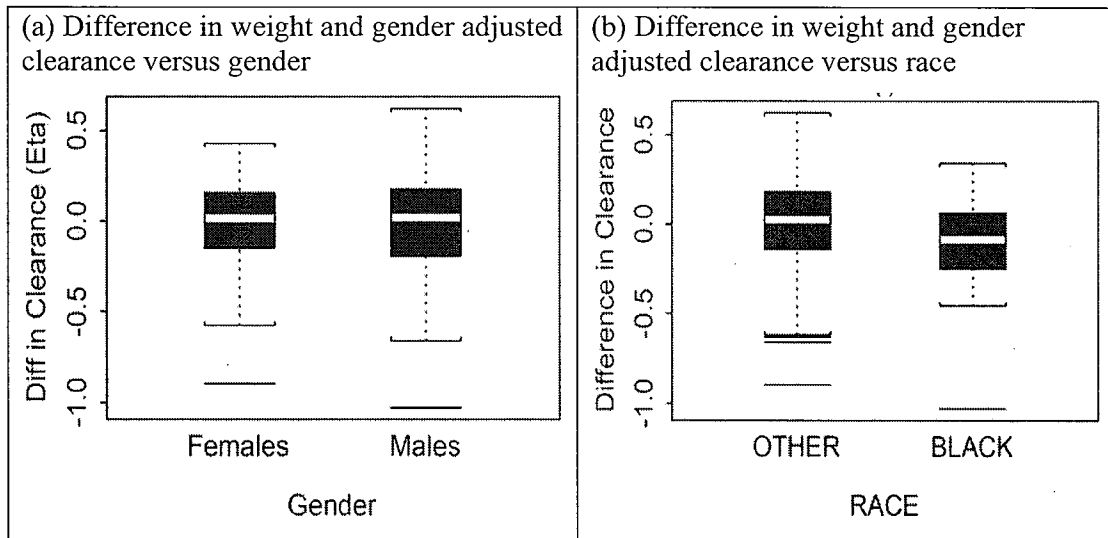 (a) Difference in weight and gender adjusted
clearance versus gender
Diff in Clearance (Eta)
0.5
0.0
-0.5
-1.0
Females Males
Gender
(b) Difference in weight and gender
adjusted clearance versus race
Difference in Clearance
0.5
0.0
-0.5
-1.0
OTHER BLACK
RACE